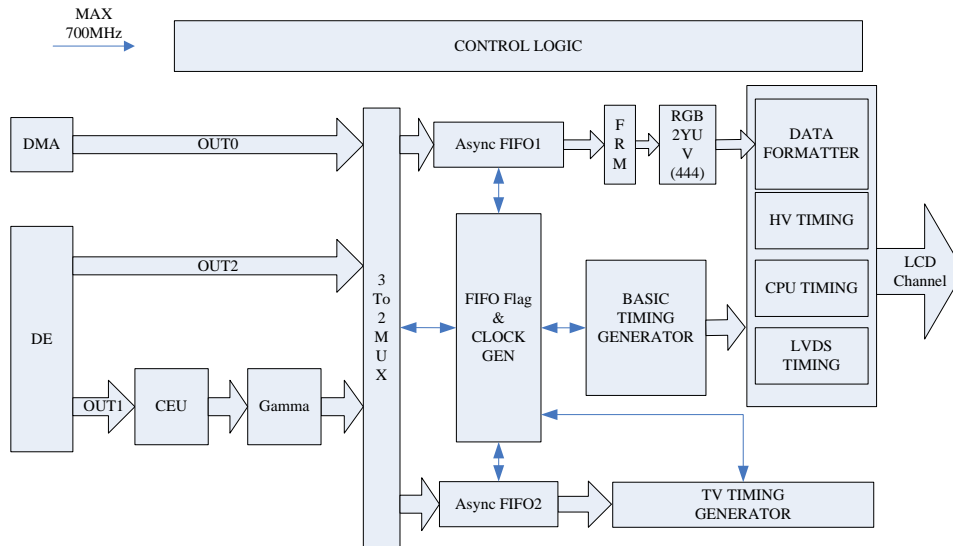 MAX
700MHz
CONTROL LOGIC
DMA
OUT0
DE
OUT2
OUT1
CEU
Gamma
3
To
2
M
U
X
Async FIFO1
F
R
M
RGB
2YU
V
(444)
DATA
FORMATTER
HV TIMING
CPU TIMING
LVDS
TIMING
LCD
Channel
FIFO Flag
&
CLOCK
GEN
BASIC
TIMING
GENERATOR
Async FIFO2
TV TIMING
GENERATOR